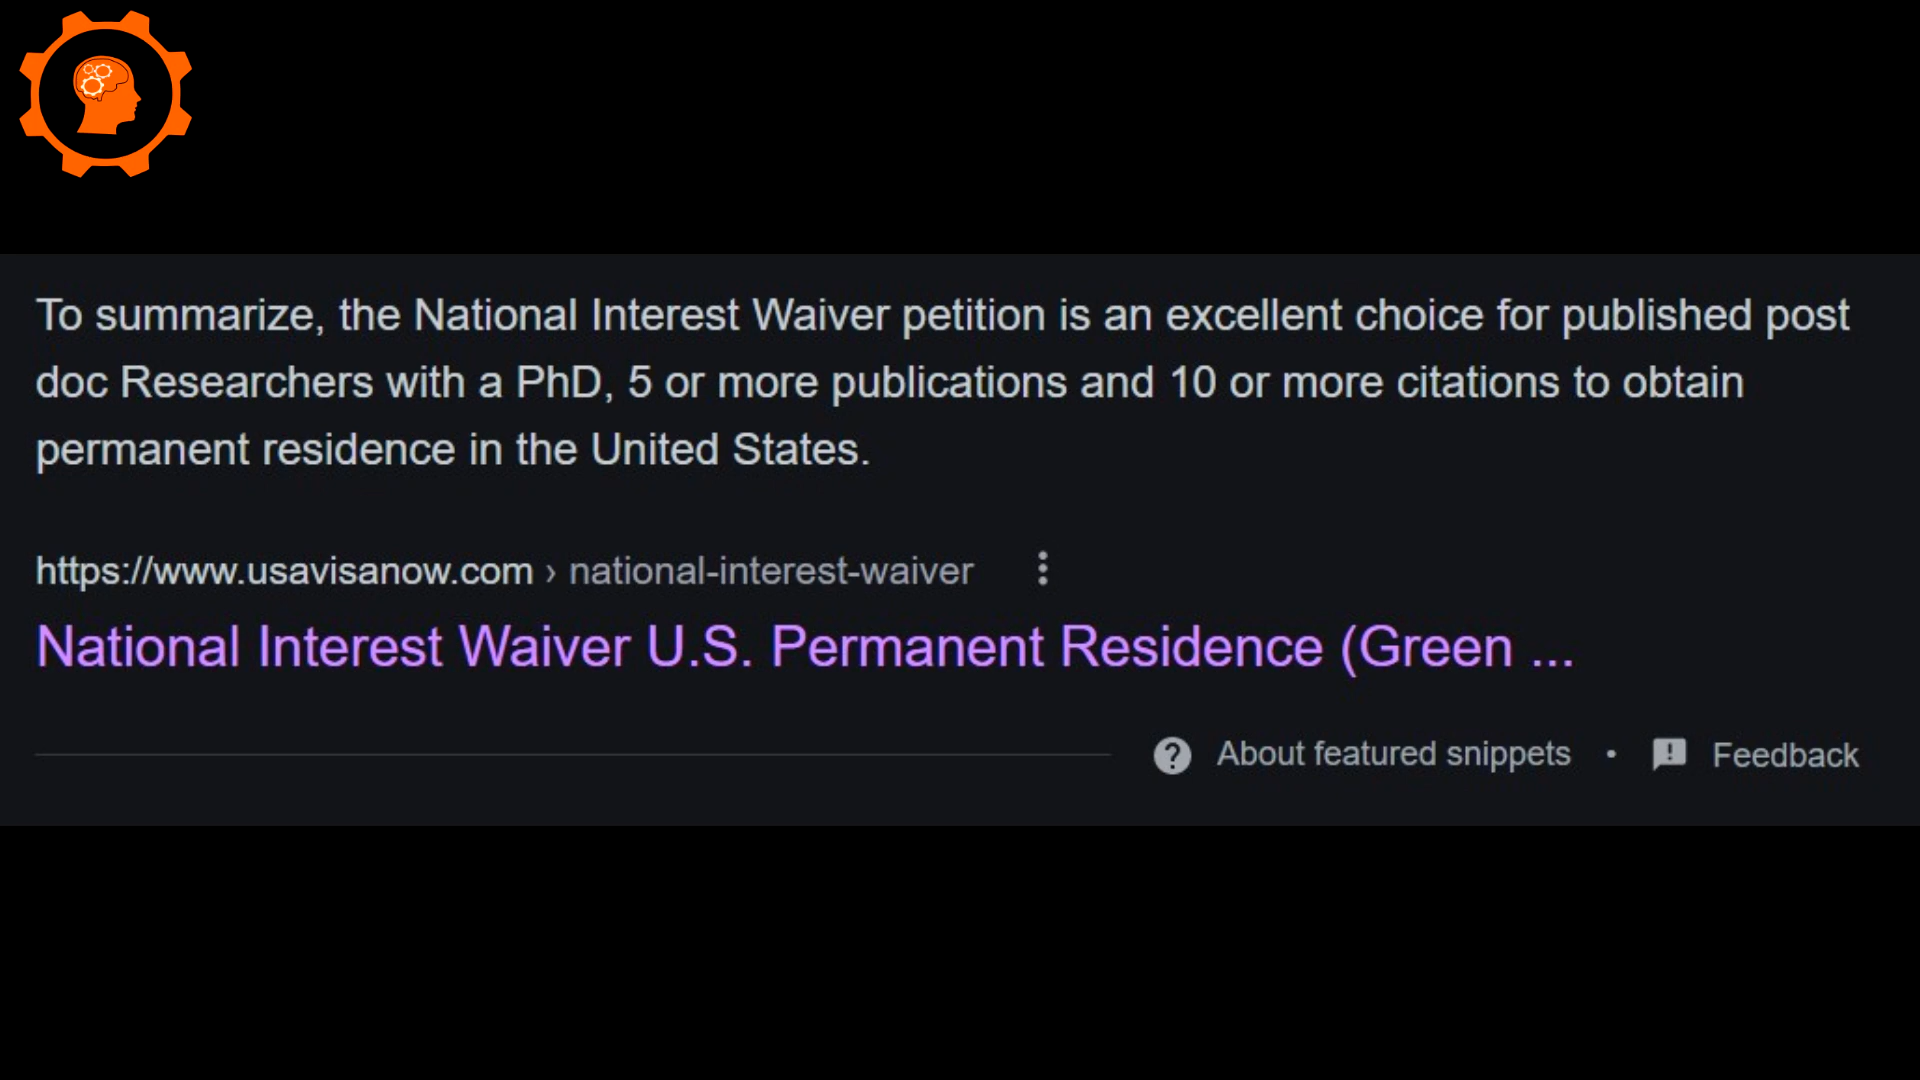 To summarize, the National Interest Waiver petition is an excellent choice for published post
doc Researchers with a PhD, 5 or more publications and 10 or more citations to obtain
permanent residence in the United States.
https://www.usavisanow.com › national-interest-waiver
National Interest Waiver U.S. Permanent Residence (Green ...
About featured snippets • Feedback